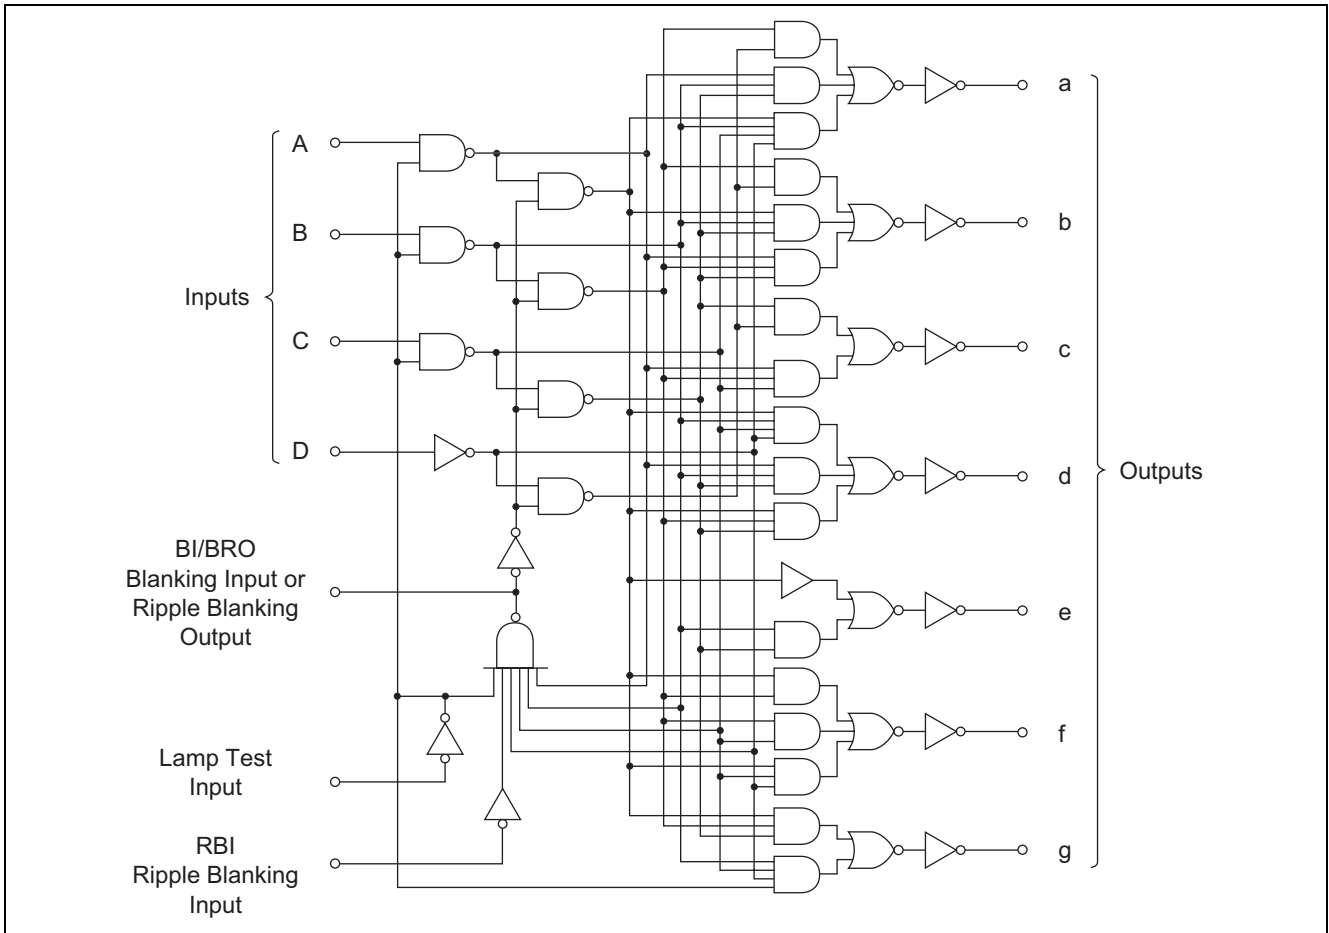 Inputs
A
B
C
D
BI/BRO
Blanking Input or
Ripple Blanking
Output
Lamp Test
Input
RBI
Ripple Blanking
Input
a
b
c
d
e
f
g
Outputs